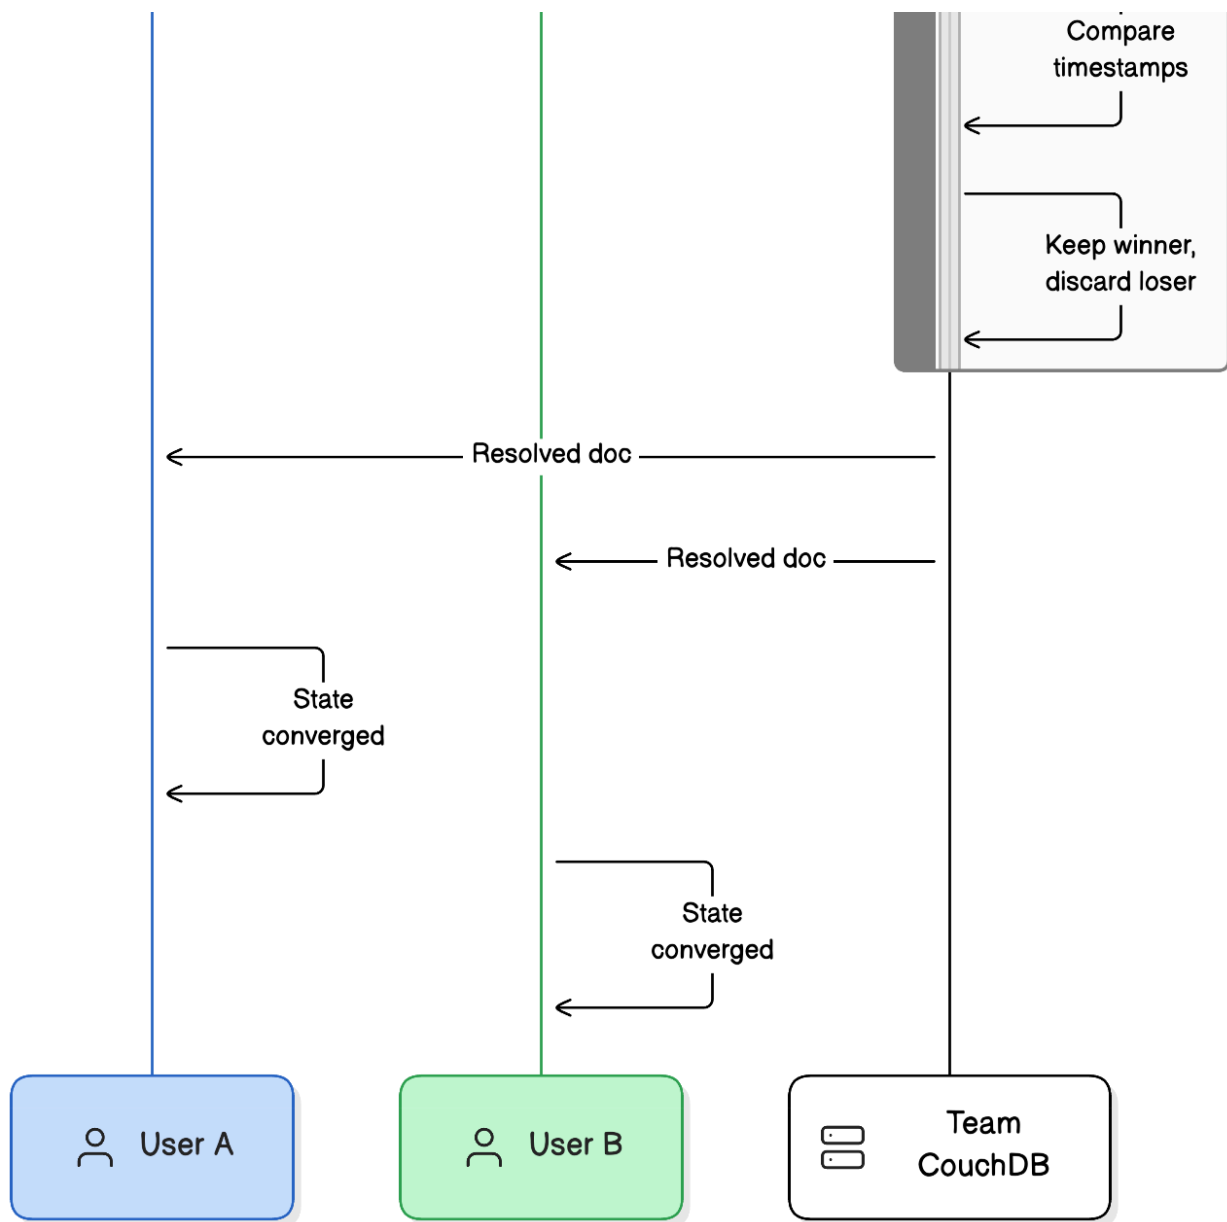 Compare
timestamps
Keep winner,
discard loser
Resolved doc
Resolved doc
State
converged
State
converged
User A
User B
Team
CouchDB